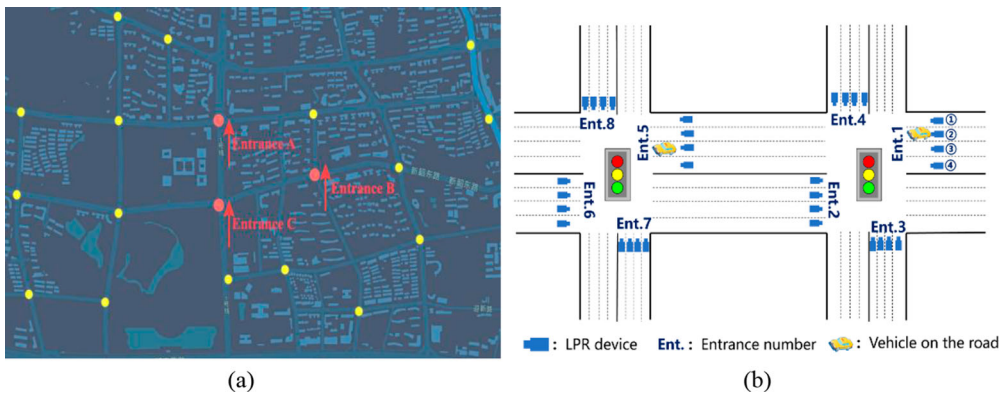 Entrance A
Entrance B
Entrance C
(a)
Ent.8
Ent.5
Ent.4
Ent.1
①
②
③
④
Ent.6
Ent.7
Ent.2
Ent.3
: LPR device
Ent. : Entrance number
: Vehicle on the road
(b)